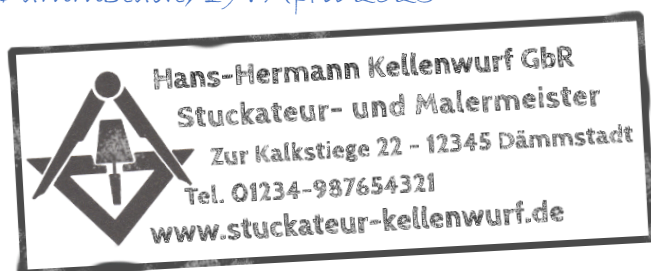 Hans-Hermann Kellenwurf GbR
Stuckateur- und Malermeister
Zur Kalkstiege 22 - 12345 Dämmstadt
Tel. 01234-987654321
www.stuckateur-kellenwurf.de